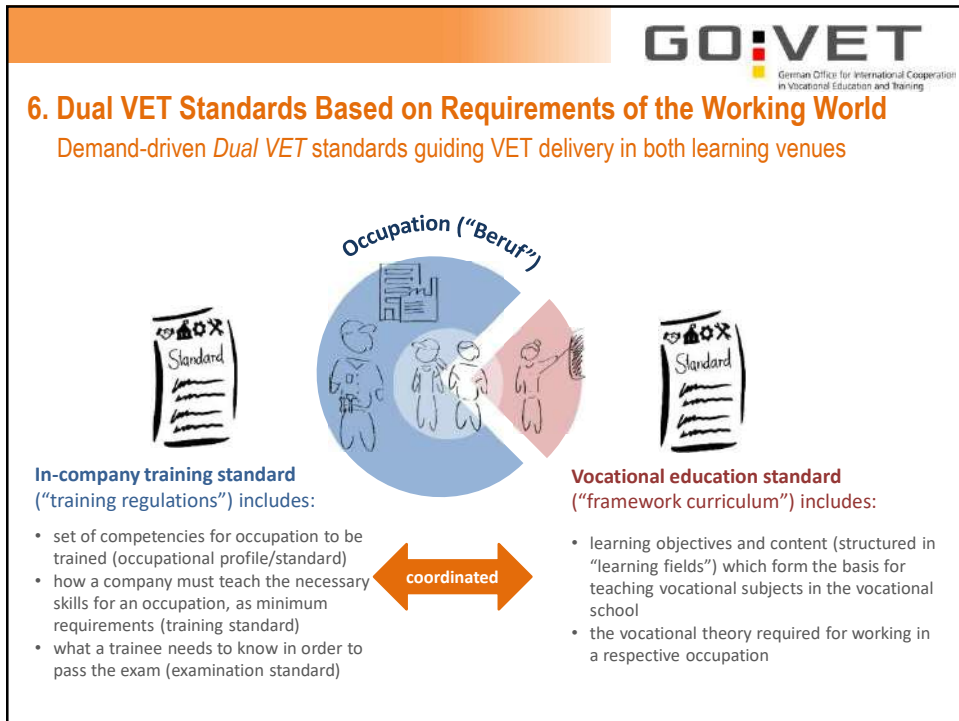 GO:VET
German Office for International Cooperation
in Vocational Education and Training
6. Dual VET Standards Based on Requirements of the Working World
Demand-driven Dual VET standards guiding VET delivery in both learning venues
Occupation (“Beruf”)
Standard
Standard
In-company training standard
(“training regulations”) includes:
• set of competencies for occupation to be
trained (occupational profile/standard)
• how a company must teach the necessary
skills for an occupation, as minimum
requirements (training standard)
• what a trainee needs to know in order to
pass the exam (examination standard)
coordinated
Vocational education standard
(“framework curriculum”) includes:
• learning objectives and content (structured in
“learning fields”) which form the basis for
teaching vocational subjects in the vocational
school
• the vocational theory required for working in
a respective occupation